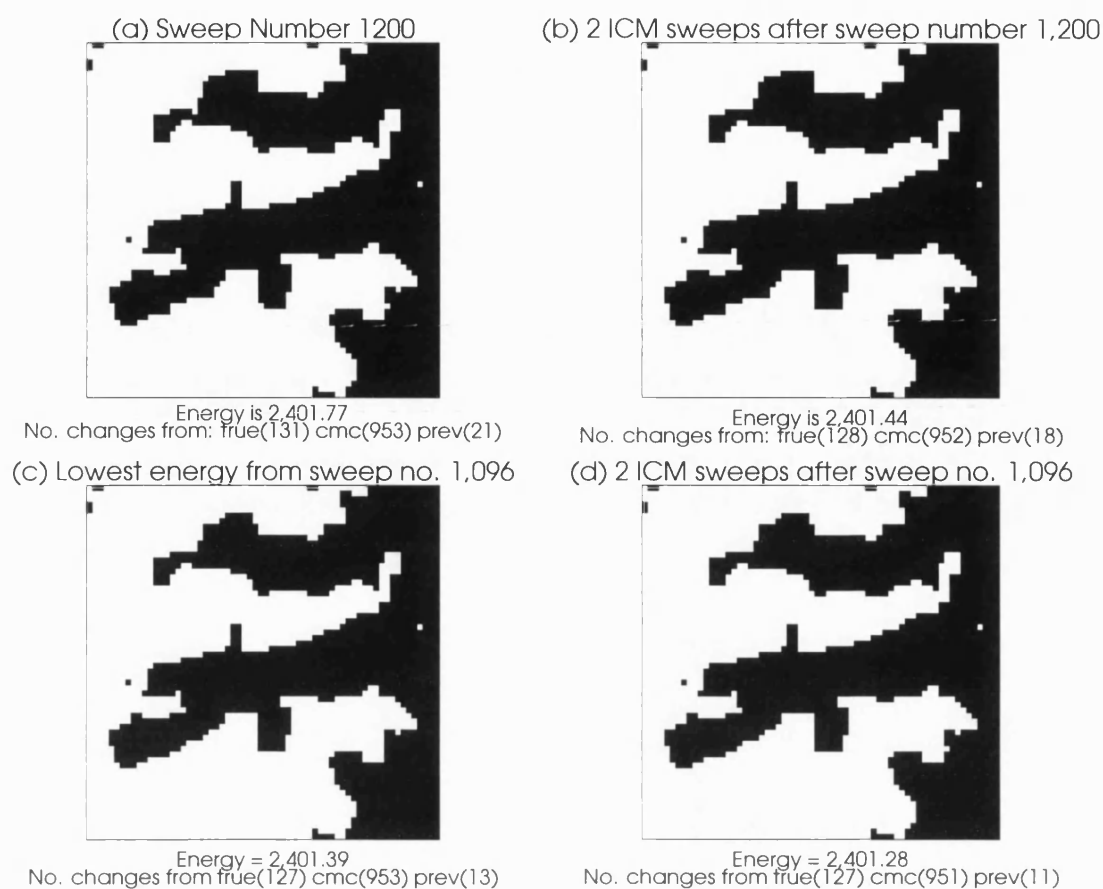 (a) Sweep Number 1200
(b) 2 ICM sweeps after sweep number 1,200
Energy is 2,401.77
No. changes from: true(131) cmc(953) prev(21)
Energy is 2,401.44
No. changes from: true(128) cmc(952) prev(18)
(c) Lowest energy from sweep no. 1,096
(d) 2 ICM sweeps after sweep no. 1,096
Energy = 2,401.39
No. changes from true(127) cmc(953) prev(13)
Energy = 2,401.28
No. changes from true(127) cmc(951) prev(11)